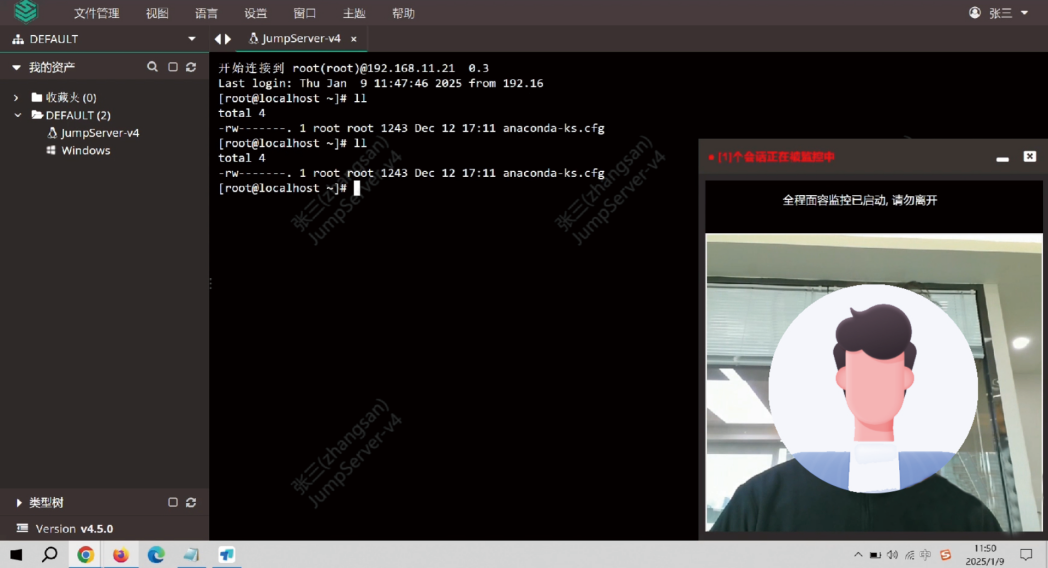 文件管理 视图 语言 设置 窗口 主题 帮助 张三
DEFAULT
JumpServer-v4 ×
我的资产
收藏夹 (0)
DEFAULT (2)
JumpServer-v4
Windows
开始连接到 root(root)@192.168.11.21 0.3
Last login: Thu Jan 9 11:47:46 2025 from 192.16
[root@localhost ~]# ll
total 4
-rw-------. 1 root root 1243 Dec 12 17:11 anaconda-ks.cfg
[root@localhost ~]# ll
total 4
-rw-------. 1 root root 1243 Dec 12 17:11 anaconda-ks.cfg
[root@localhost ~]#
张三(zhangsan)
JumpServer-v4
张三(zhangsan)
JumpServer-v4
张三(zhangsan)
JumpServer-v4
[1]个会话正在被监控中
全程面容监控已启动, 请勿离开
类型树
Version v4.5.0
中
11:50
2025/1/9